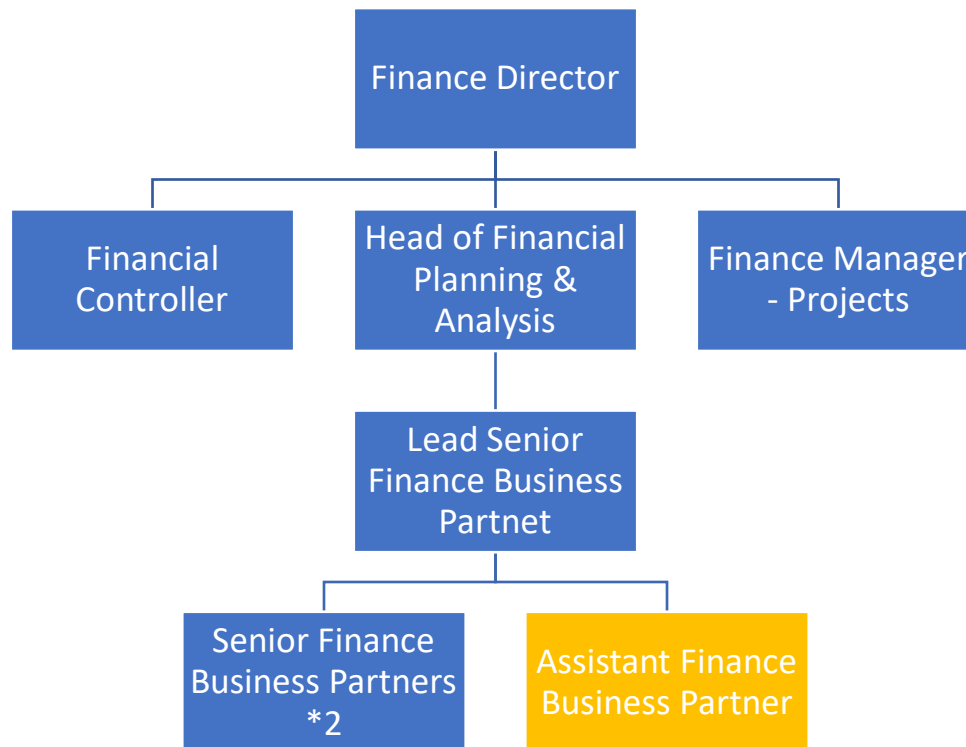 Finance Director
Financial
Controller
Head of Financial
Planning &
Analysis
Finance Manager
- Projects
Lead Senior
Finance Business
Partnet
Senior Finance
Business Partners
*2
Assistant Finance
Business Partner